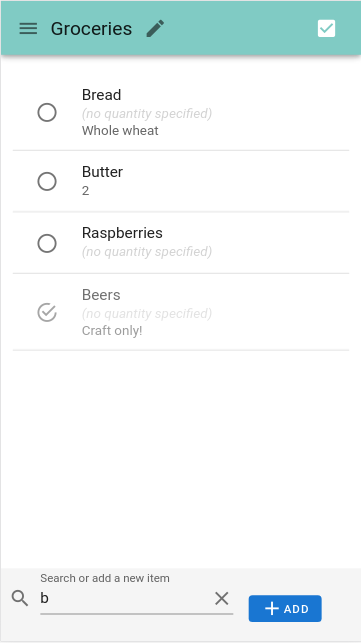 Groceries
Bread
(no quantity specified)
Whole wheat
Butter
2
Raspberries
(no quantity specified)
Beers
(no quantity specified)
Craft only!
Search or add a new item
b
ADD